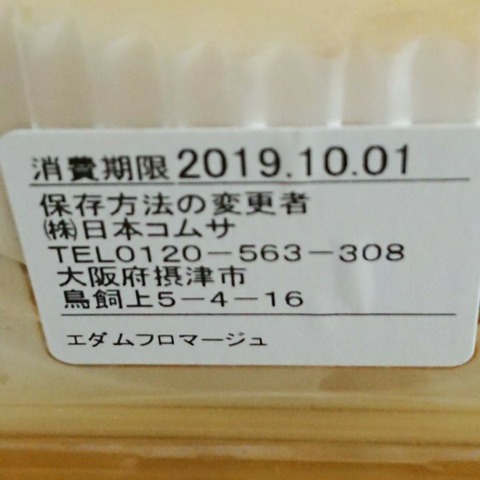 消費期限 2019.10.01
保存方法の変更者
㈱日本コムサ
TEL0120-563-308
大阪府摂津市
鳥飼上5-4-16
エダムフロマージュ